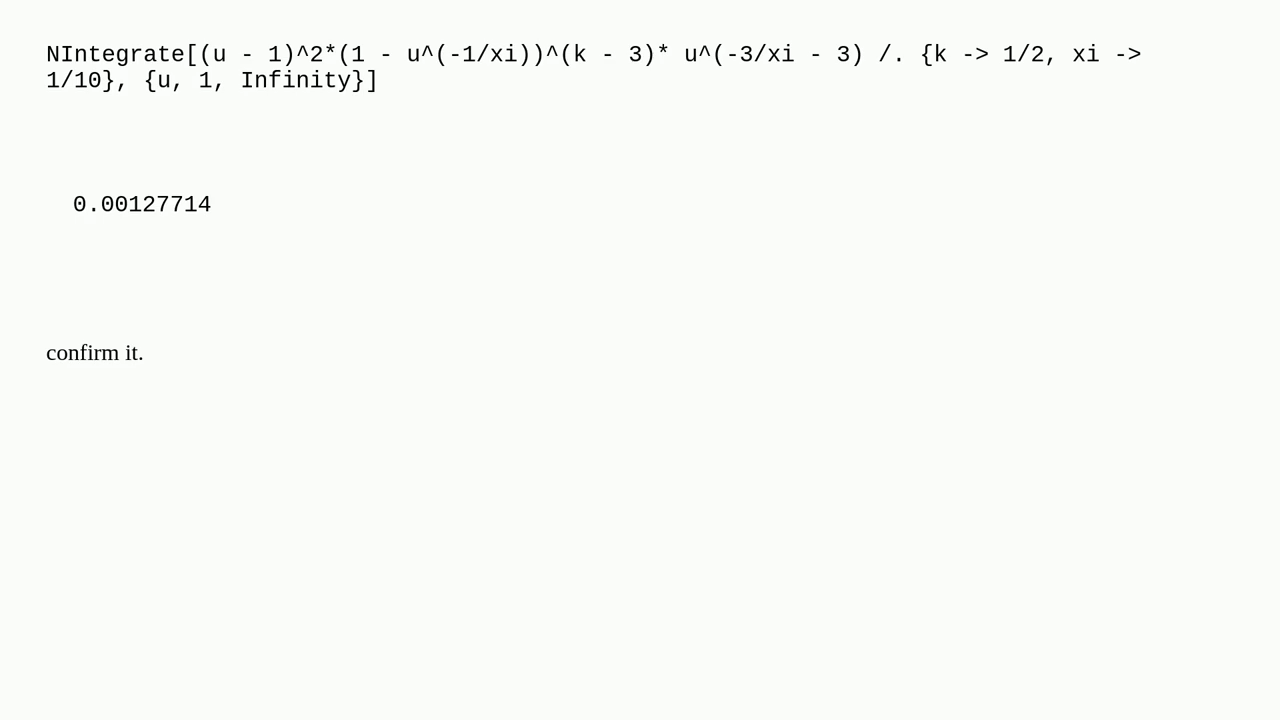 NIntegrate[(u - 1)^2*(1 - u^(-1/xi))^(k - 3)* u^(-3/xi - 3) /. {k -> 1/2, xi ->
1/10}, {u, 1, Infinity}]
0.00127714
confirm it.